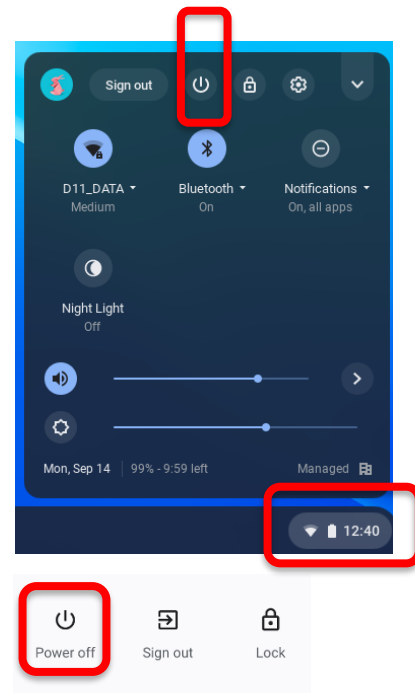 Sign out
D11_DATA Bluetooth Notifications
Medium On On, all apps
Night Light
Off
Mon, Sep 14 99% - 9:59 left Managed
12:40
Power off Sign out Lock